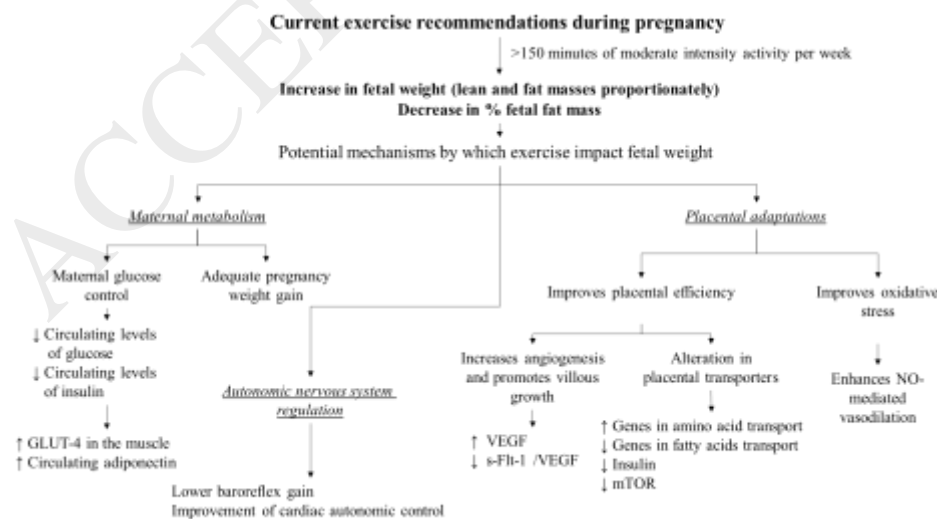 Current exercise recommendations during pregnancy
>150 minutes of moderate intensity activity per week
Increase in fetal weight (lean and fat masses proportionately)
Decrease in % fetal fat mass
Potential mechanisms by which exercise impact fetal weight
Maternal metabolism
Placental adaptations
Maternal glucose
control
Adequate pregnancy
weight gain
Improves placental efficiency
Improves oxidative
stress
↓ Circulating levels
of glucose
↓ Circulating levels
of insulin
↑ GLUT-4 in the muscle
↑ Circulating adiponectin
Autonomic nervous system
regulation
Lower baroreflex gain
Improvement of cardiac autonomic control
Increases angiogenesis
and promotes villous
growth
↑ VEGF
↓ s-Flt-1 /VEGF
Alteration in
placental transporters
↑ Genes in amino acid transport
↓ Genes in fatty acids transport
↓ Insulin
↓ mTOR
Enhances NO-
mediated
vasodilation
ACCE